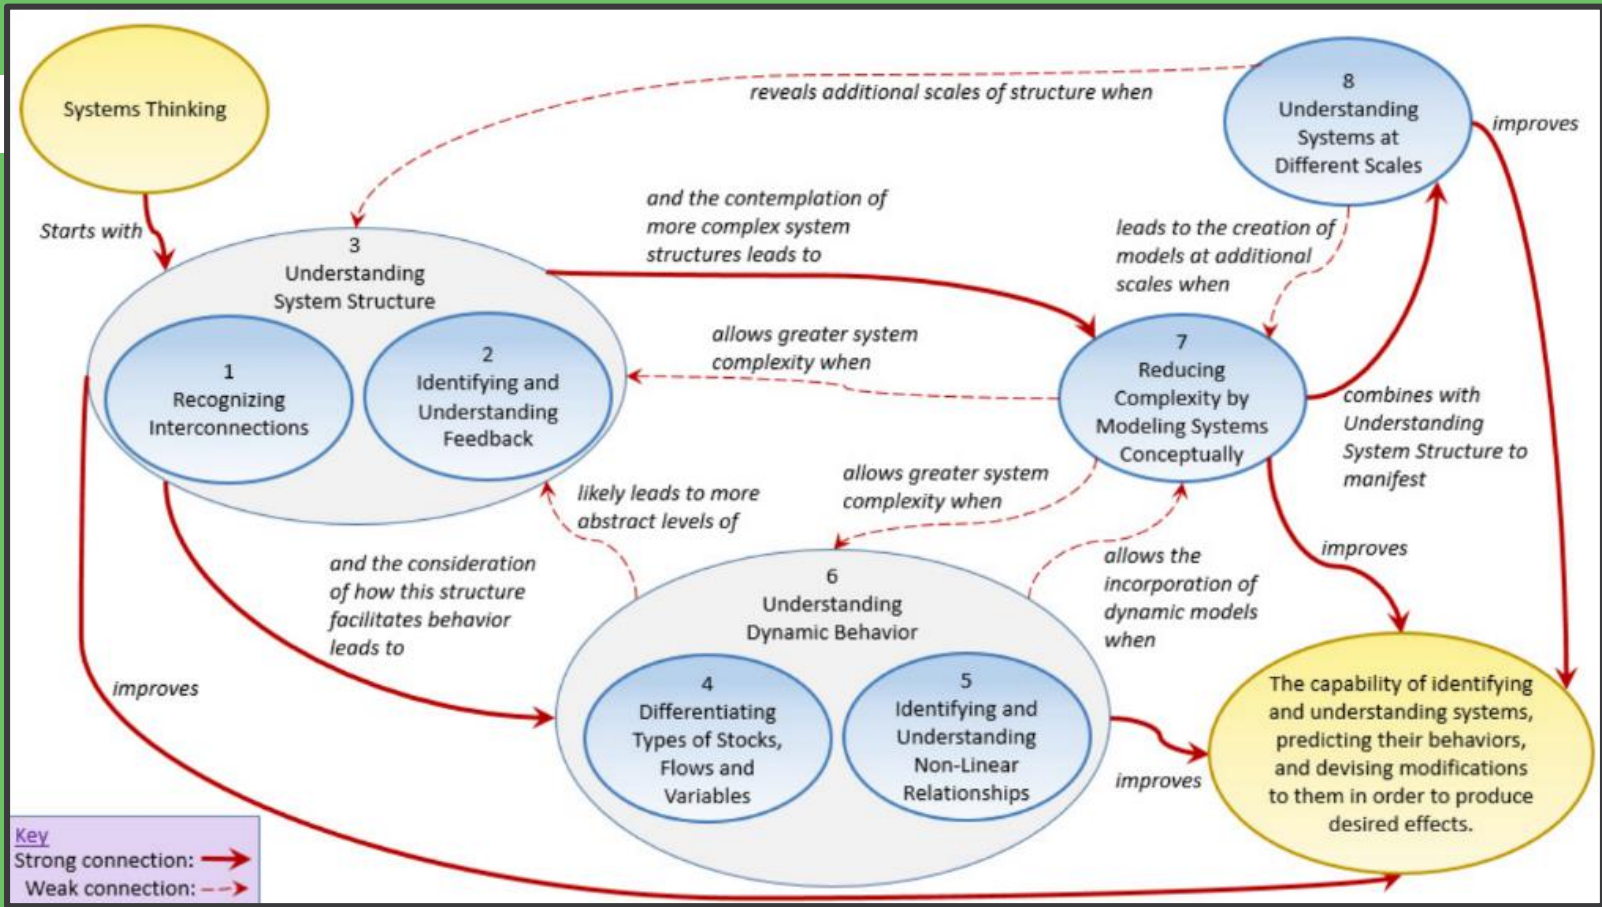 Systems Thinking
Starts with
reveals additional scales of structure when
8
Understanding
Systems at
Different Scales
improves
and the contemplation of
more complex system
structures leads to
leads to the creation of
models at additional
scales when
3
Understanding
System Structure
1
Recognizing
Interconnections
2
Identifying and
Understanding
Feedback
allows greater system
complexity when
7
Reducing
Complexity by
Modeling Systems
Conceptually
combines with
Understanding
System Structure to
manifest
likely leads to more
abstract levels of
allows greater system
complexity when
and the consideration
of how this structure
facilitates behavior
leads to
allows the
incorporation of
dynamic models
when
improves
improves
6
Understanding
Dynamic Behavior
4
Differentiating
Types of Stocks,
Flows and
Variables
5
Identifying and
Understanding
Non-Linear
Relationships
improves
The capability of identifying
and understanding systems,
predicting their behaviors,
and devising modifications
to them in order to produce
desired effects.
Key
Strong connection:
Weak connection: